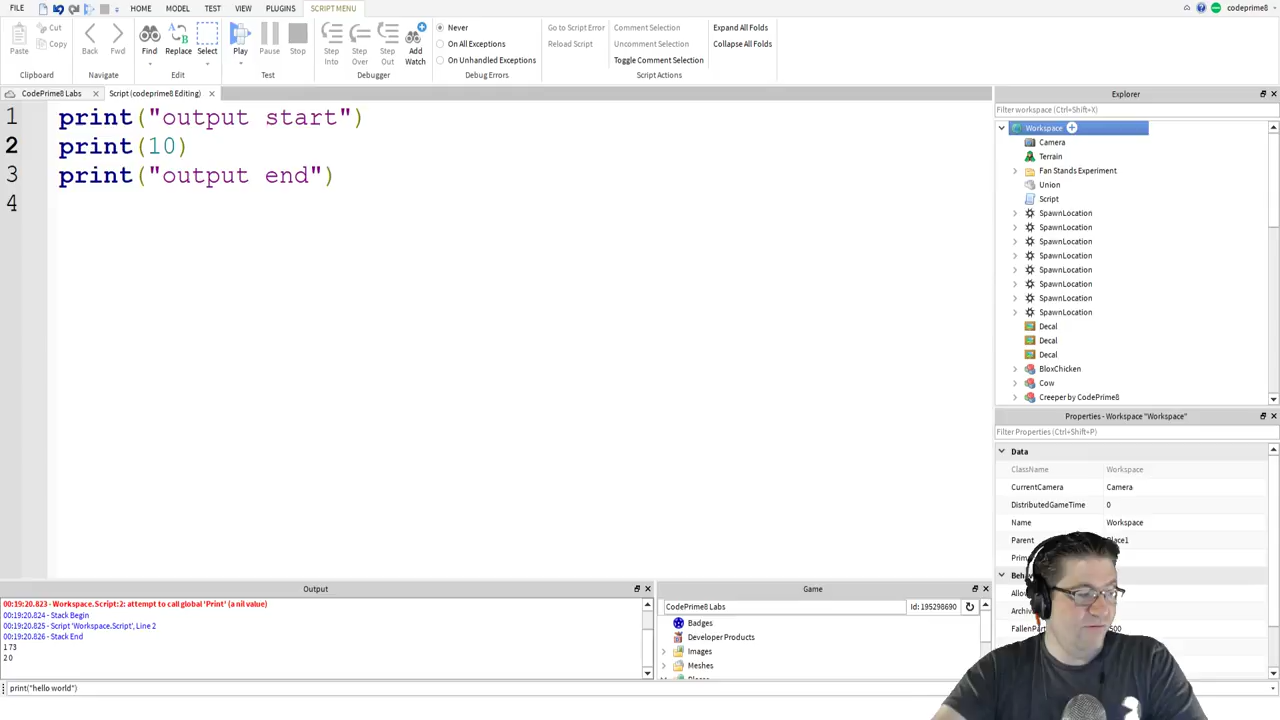 FILE HOME MODEL TEST VIEW PLUGINS SCRIPT MENU codeprime8
Paste Cut Copy Back Fwd Find Replace Select Play Pause Stop Step Into Step Over Step Out Add Watch
Never
On All Exceptions
On Unhandled Exceptions
Go to Script Error
Reload Script
Comment Selection
Uncomment Selection
Toggle Comment Selection
Expand All Folds
Collapse All Folds
Clipboard Navigate Edit Test Debugger Debug Errors Script Actions
CodePrime8 Labs Script (codeprime8 Editing)
1 print("output start")
2 print(10)
3 print("output end")
4
Explorer
Filter workspace (Ctrl+Shift+X)
Workspace
Camera
Terrain
Fan Stands Experiment
Union
Script
SpawnLocation
SpawnLocation
SpawnLocation
SpawnLocation
SpawnLocation
SpawnLocation
SpawnLocation
SpawnLocation
Decal
Decal
Decal
BloxChicken
Cow
Creeper by CodePrime8
Properties - Workspace "Workspace"
Filter Properties (Ctrl+Shift+P)
Data
ClassName Workspace
CurrentCamera Camera
DistributedGameTime 0
Name Workspace
Parent
Output
00:19:20.823 - Workspace.Script:2: attempt to call global 'Print' (a nil value)
00:19:20.824 - Stack Begin
00:19:20.825 - Script 'Workspace.Script', Line 2
00:19:20.826 - Stack End
1 73
2 0
Game
CodePrime8 Labs Id: 195298690
Badges
Developer Products
Images
Meshes
print("hello world")